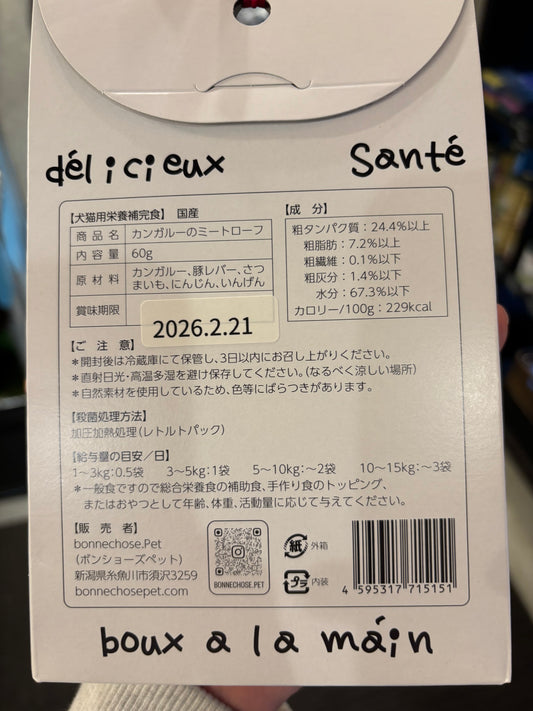 délicieux
Santé
【犬猫用栄養補完食】 国産
商品名 カンガルーのミートローフ
内容量 60g
原材料 カンガルー、豚レバー、さつ
まいも、にんじん、いんげん
賞味期限
2026.2.21
【成 分】
粗タンパク質：24.4%以上
粗脂肪：7.2%以上
粗繊維：0.1%以下
粗灰分：1.4%以下
水分：67.3%以下
カロリー/100g：229kcal
【ご 注 意】
＊開封後は冷蔵庫にて保管し、3日以内にお召し上がりください。
＊直射日光・高温多湿を避け保存してください。(なるべく涼しい場所)
＊自然素材を使用しているため、色等にばらつきがあります。
【殺菌処理方法】
加圧加熱処理(レトルトパック)
【給与量の目安／日】
1〜3kg:0.5袋 3〜5kg:1袋 5〜10kg:〜2袋 10〜15kg:〜3袋
＊一般食ですので総合栄養食の補助食、手作り食のトッピング、
またはおやつとして年齢、体重、活動量に応じて与えてください。
【販 売 者】
bonnechose.Pet
(ボンショーズペット)
新潟県糸魚川市須沢3259
bonnechosepet.com
BONNECHOSE.PET
紙 外箱
プラ 内装
4 595317 715151
boux a la main